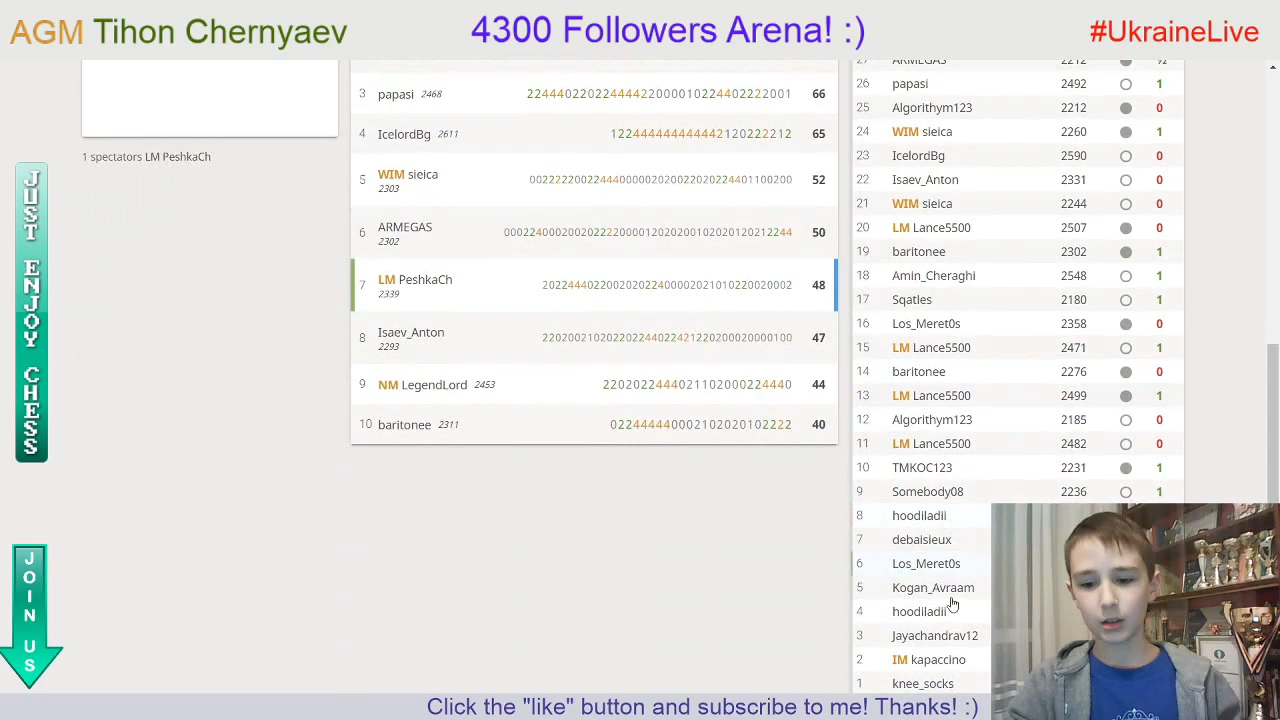 AGM Tihon Chernyaev
4300 Followers Arena! :)
#UkraineLive
JUST ENJOY CHESS
JOIN US
1 spectators LM PeshkaCh
3 papasi 2468 66
4 IcelordBg 2611 1224444444444442120222212 65
5 WIM sieica 2303 52
6 ARMEGAS 2302 50
7 LM PeshkaCh 2339 48
8 Isaev_Anton 2293 47
9 NM LegendLord 2453 44
10 baritonee 2311 40
27 ARMEGAS 2212 ½
26 papasi 2492 1
25 Algorithym123 2212 0
24 WIM sieica 2260 1
23 IcelordBg 2590 0
22 Isaev_Anton 2331 0
21 WIM sieica 2244 0
20 LM Lance5500 2507 0
19 baritonee 2302 1
18 Amin_Cheraghi 2548 1
17 Sqatles 2180 1
16 Los_Meret0s 2358 0
15 LM Lance5500 2471 1
14 baritonee 2276 0
13 LM Lance5500 2499 1
12 Algorithym123 2185 0
11 LM Lance5500 2482 0
10 TMKOC123 2231 1
9 Somebody08 2236 1
8 hoodiladii
7 debaisieux
6 Los_Meret0s
5 Kogan_Avraam
4 hoodiladii
3 Jayachandrav12
2 IM kapaccino
1 knee_socks
Click the "like" button and subscribe to me! Thanks! :)